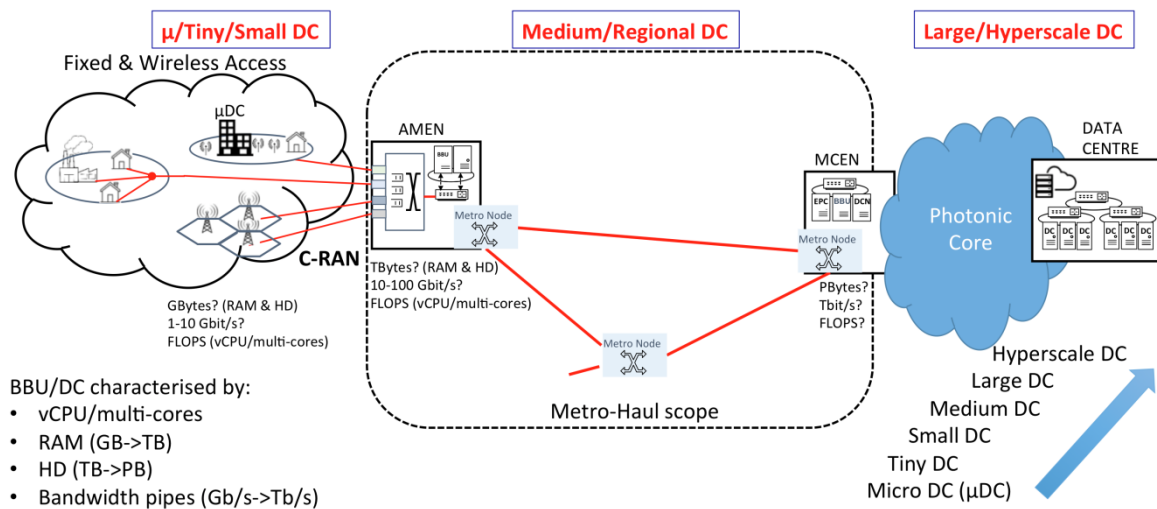 μ/Tiny/Small DC
Medium/Regional DC
Large/Hyperscale DC
Fixed & Wireless Access
μDC
C-RAN
GBytes? (RAM & HD)
1-10 Gbit/s?
FLOPS (vCPU/multi-cores)
AMEN
BBU
Metro Node
TBytes? (RAM & HD)
10-100 Gbit/s?
FLOPS (vCPU/multi-cores)
Metro Node
Metro-Haul scope
MCEN
EPC BBU DCN
Metro Node
PBytes?
Tbit/s?
FLOPS?
Photonic
Core
DATA
CENTRE
DC DC DC DC DC DC
Hyperscale DC
Large DC
Medium DC
Small DC
Tiny DC
Micro DC (μDC)
BBU/DC characterised by:
• vCPU/multi-cores
• RAM (GB->TB)
• HD (TB->PB)
• Bandwidth pipes (Gb/s->Tb/s)